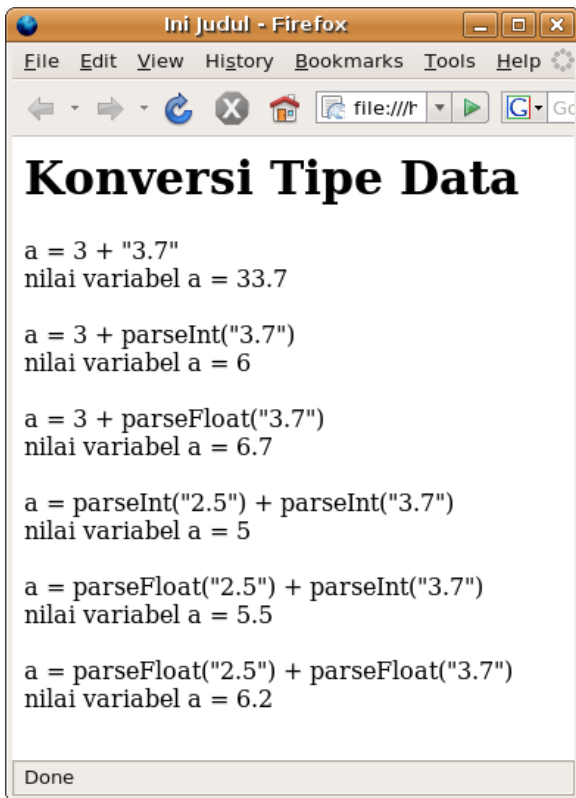 Ini Judul - Firefox
File Edit View History Bookmarks Tools Help
file:///h G
Konversi Tipe Data
a = 3 + "3.7"
nilai variabel a = 33.7
a = 3 + parseInt("3.7")
nilai variabel a = 6
a = 3 + parseFloat("3.7")
nilai variabel a = 6.7
a = parseInt("2.5") + parseInt("3.7")
nilai variabel a = 5
a = parseFloat("2.5") + parseInt("3.7")
nilai variabel a = 5.5
a = parseFloat("2.5") + parseFloat("3.7")
nilai variabel a = 6.2
Done